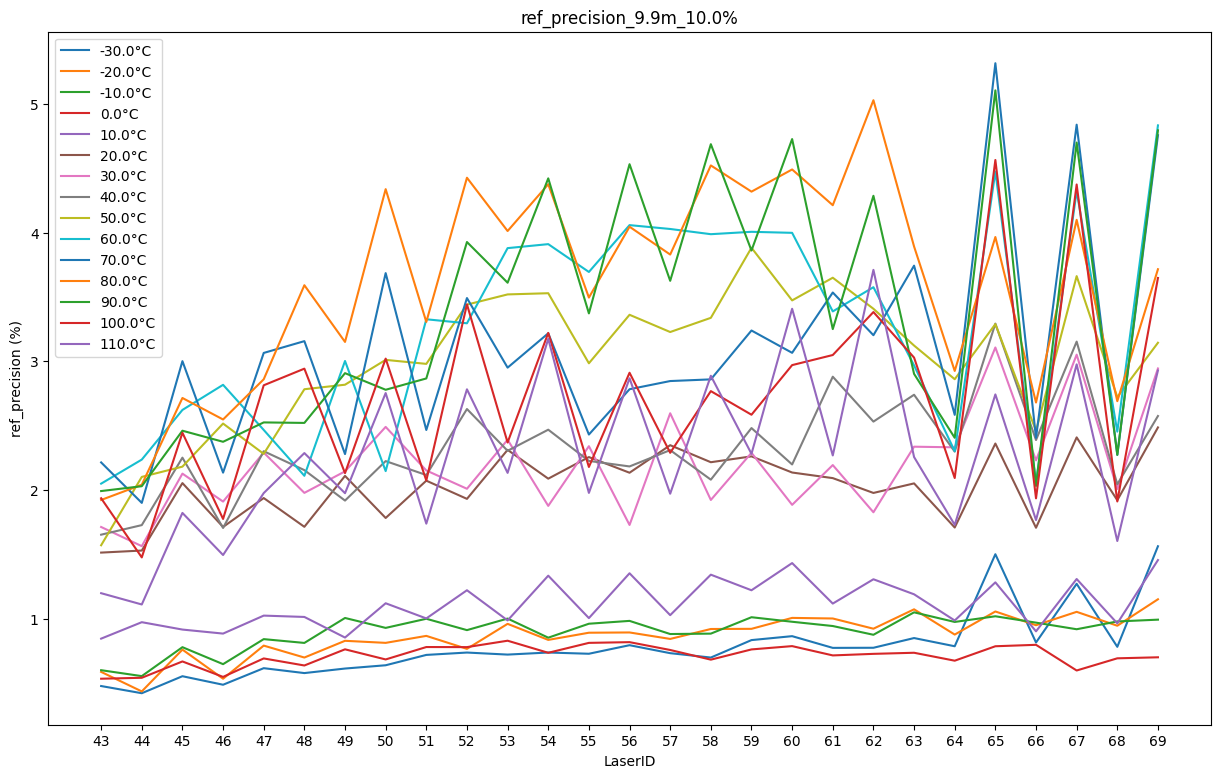 ref_precision_9.9m_10.0%
-30.0°C
-20.0°C
-10.0°C
0.0°C
10.0°C
20.0°C
30.0°C
40.0°C
50.0°C
60.0°C
70.0°C
80.0°C
90.0°C
100.0°C
110.0°C
ref_precision (%)
5
4
3
2
1
43 44 45 46 47 48 49 50 51 52 53 54 55 56 57 58 59 60 61 62 63 64 65 66 67 68 69
LaserID